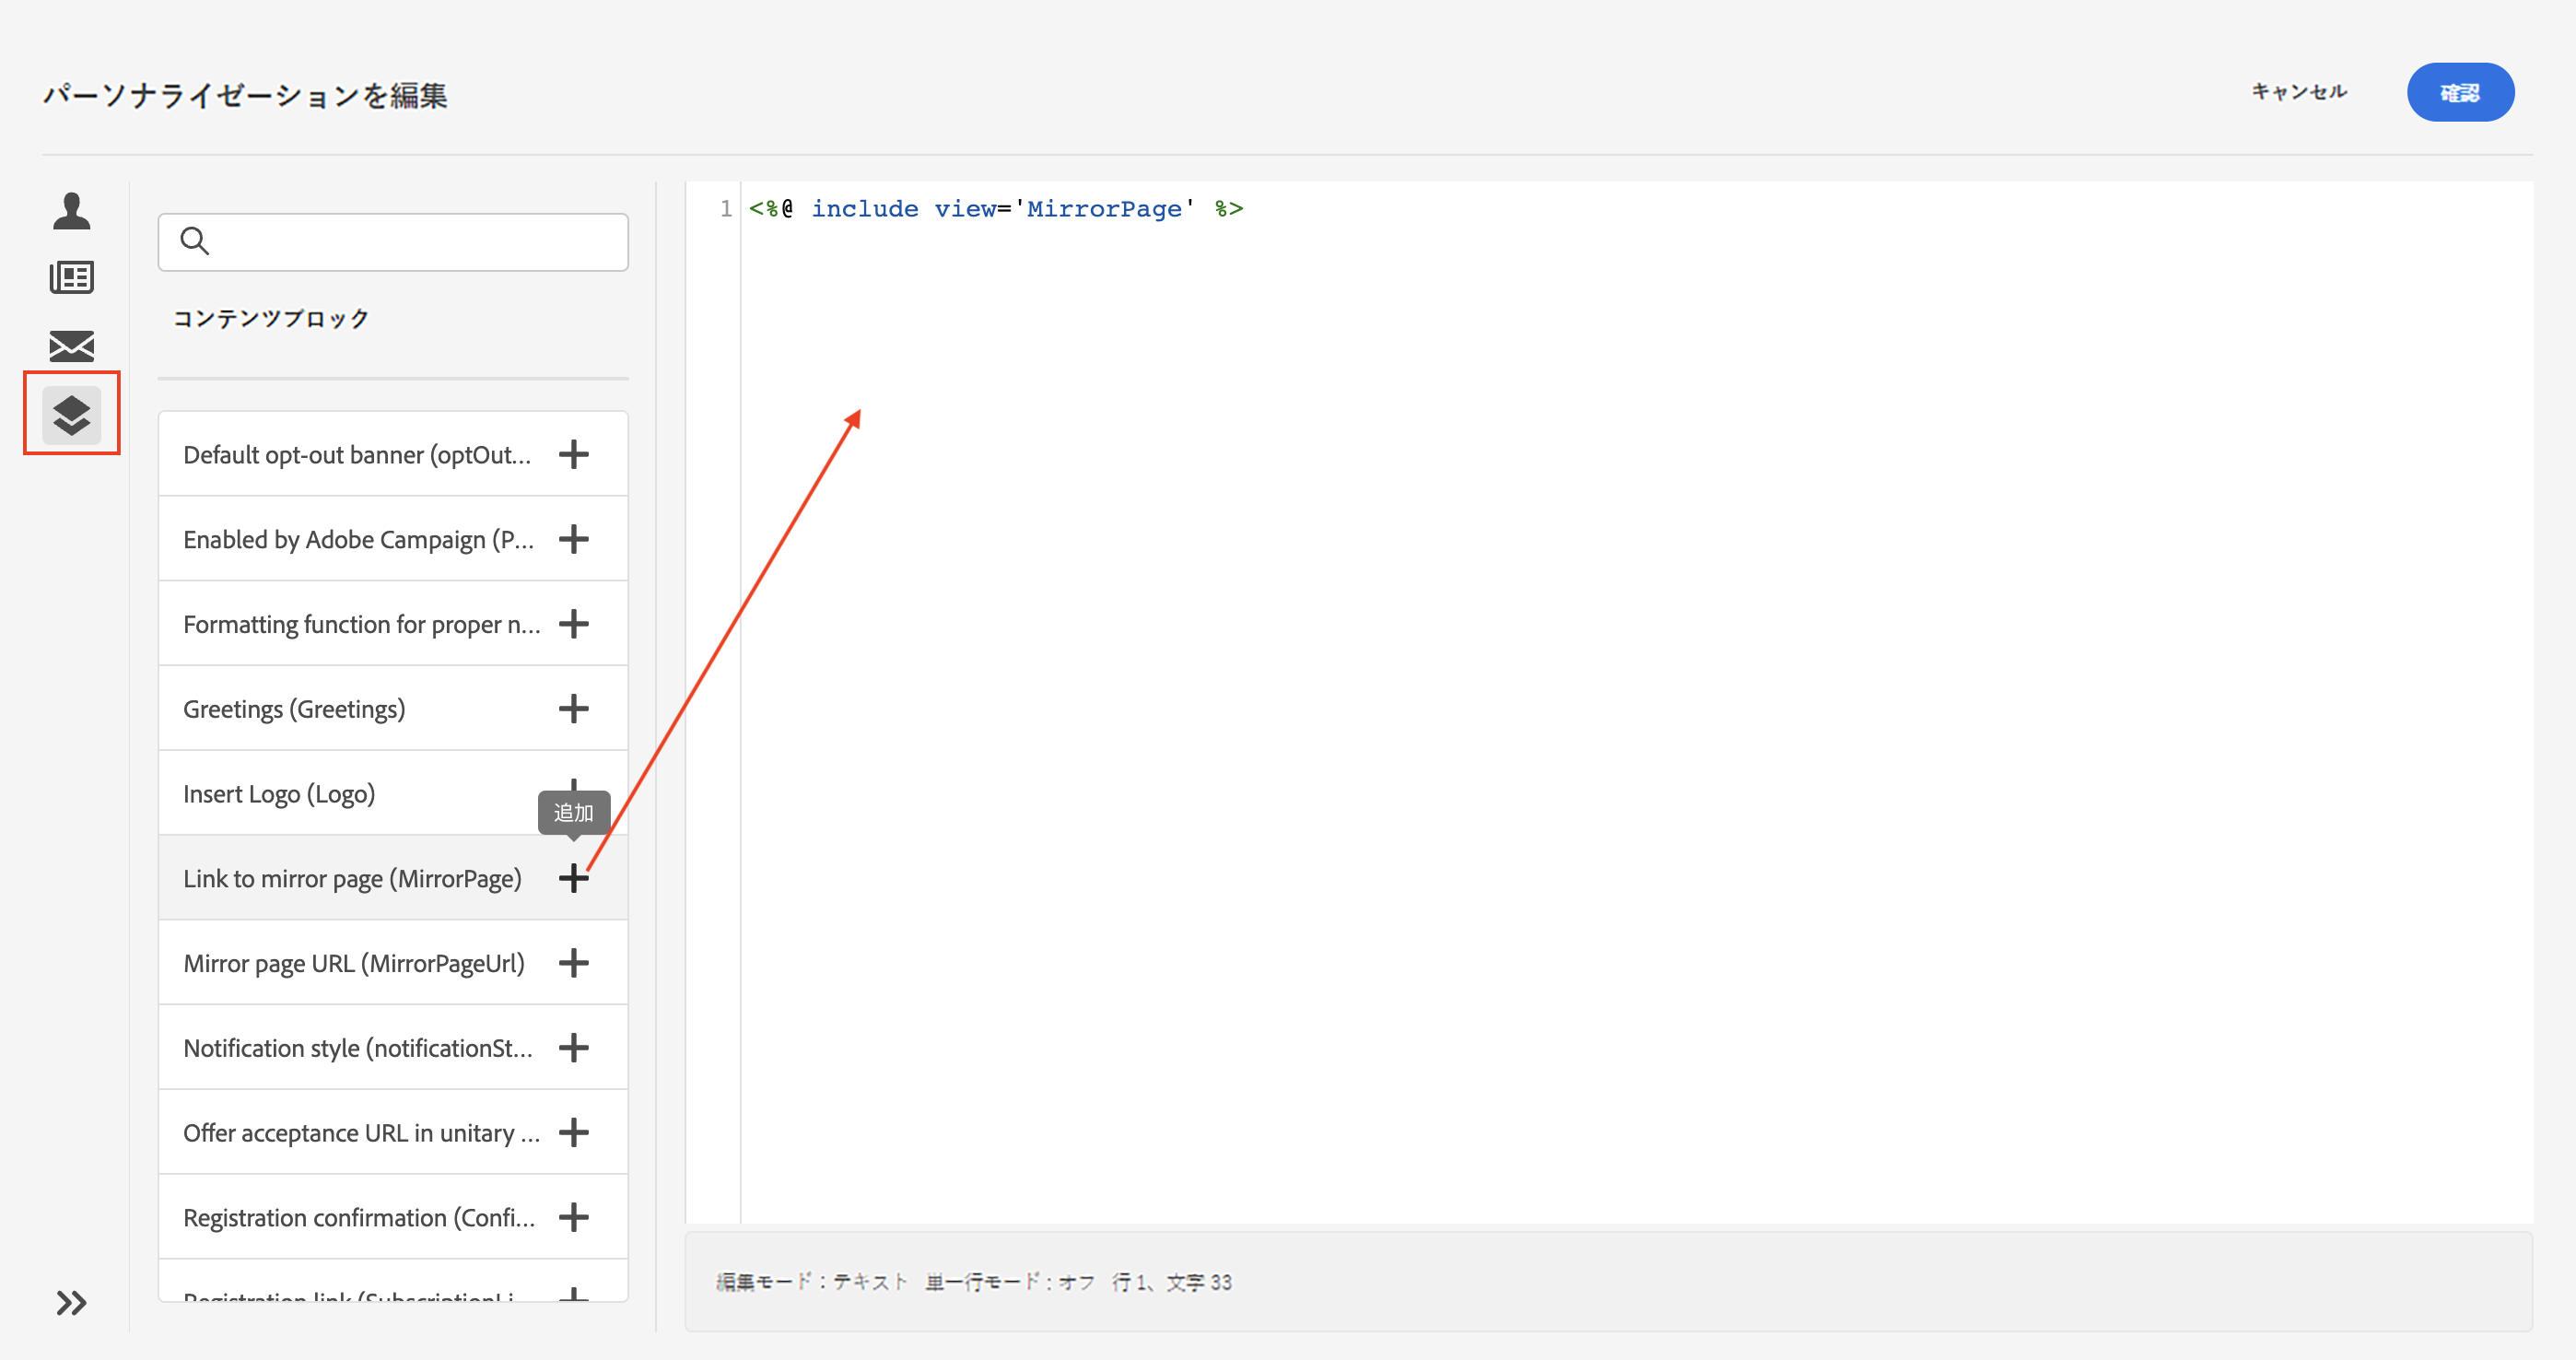 パーソナライゼーションを編集
キャンセル
確認
コンテンツブロック
Default opt-out banner (optOut...
Enabled by Adobe Campaign (P...
Formatting function for proper n...
Greetings (Greetings)
Insert Logo (Logo)
追加
Link to mirror page (MirrorPage)
Mirror page URL (MirrorPageUrl)
Notification style (notificationSt...
Offer acceptance URL in unitary ...
Registration confirmation (Confi...
Registration link (SubscriptionLi
1 <%@ include view='MirrorPage' %>
編集モード：テキスト 単一行モード：オフ 行 1、文字 33